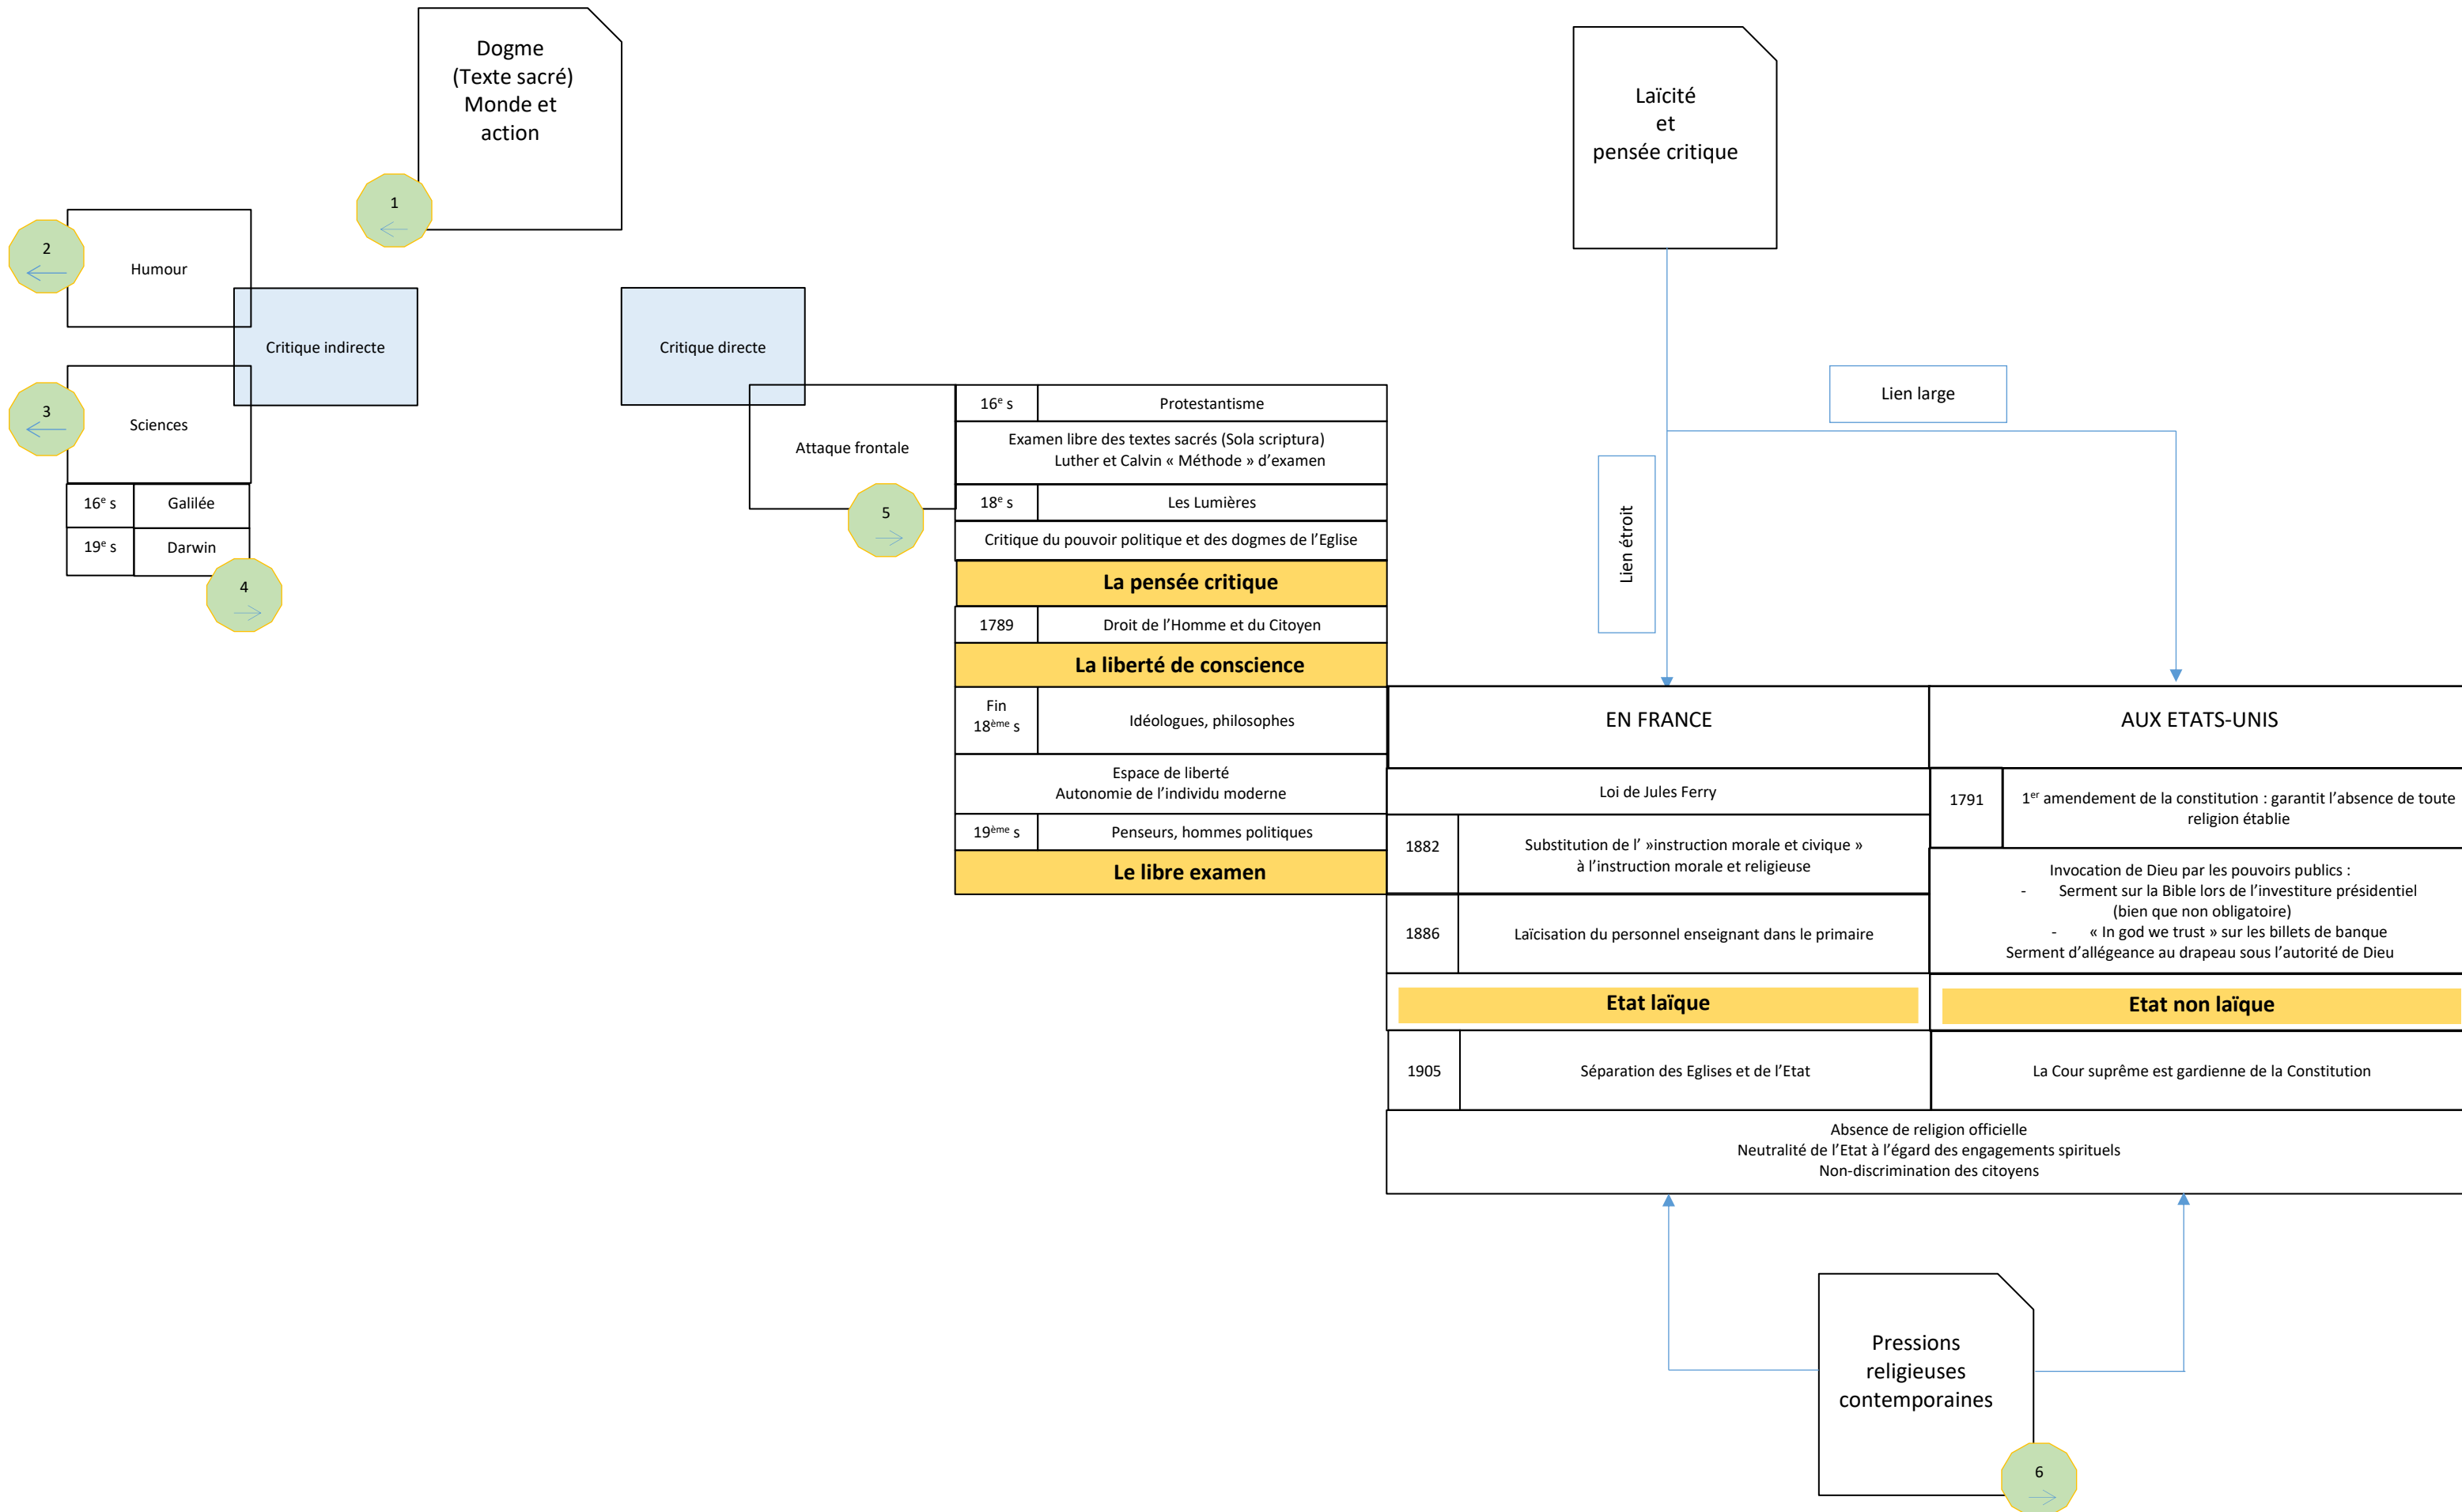 Dogme
(Texte sacré)
Monde et
action
1
2
Humour
Critique indirecte
3
Sciences
16e s Galilée
19e s Darwin
4
Critique directe
Attaque frontale
5
16e s Protestantisme
Examen libre des textes sacrés (Sola scriptura)
Luther et Calvin « Méthode » d’examen
18e s Les Lumières
Critique du pouvoir politique et des dogmes de l’Eglise
La pensée critique
1789 Droit de l’Homme et du Citoyen
La liberté de conscience
Fin
18ème s Idéologues, philosophes
Espace de liberté
Autonomie de l’individu moderne
19ème s Penseurs, hommes politiques
Le libre examen
Laïcité
et
pensée critique
Lien large
Lien étroit
EN FRANCE
Loi de Jules Ferry
1882 Substitution de l’ »instruction morale et civique »
à l’instruction morale et religieuse
1886 Laïcisation du personnel enseignant dans le primaire
Etat laïque
1905 Séparation des Eglises et de l’Etat
AUX ETATS-UNIS
1791 1er amendement de la constitution : garantit l’absence de toute
religion établie
Invocation de Dieu par les pouvoirs publics :
- Serment sur la Bible lors de l’investiture présidentiel
(bien que non obligatoire)
- « In god we trust » sur les billets de banque
Serment d’allégeance au drapeau sous l’autorité de Dieu
Etat non laïque
La Cour suprême est gardienne de la Constitution
Absence de religion officielle
Neutralité de l’Etat à l’égard des engagements spirituels
Non-discrimination des citoyens
Pressions
religieuses
contemporaines
6